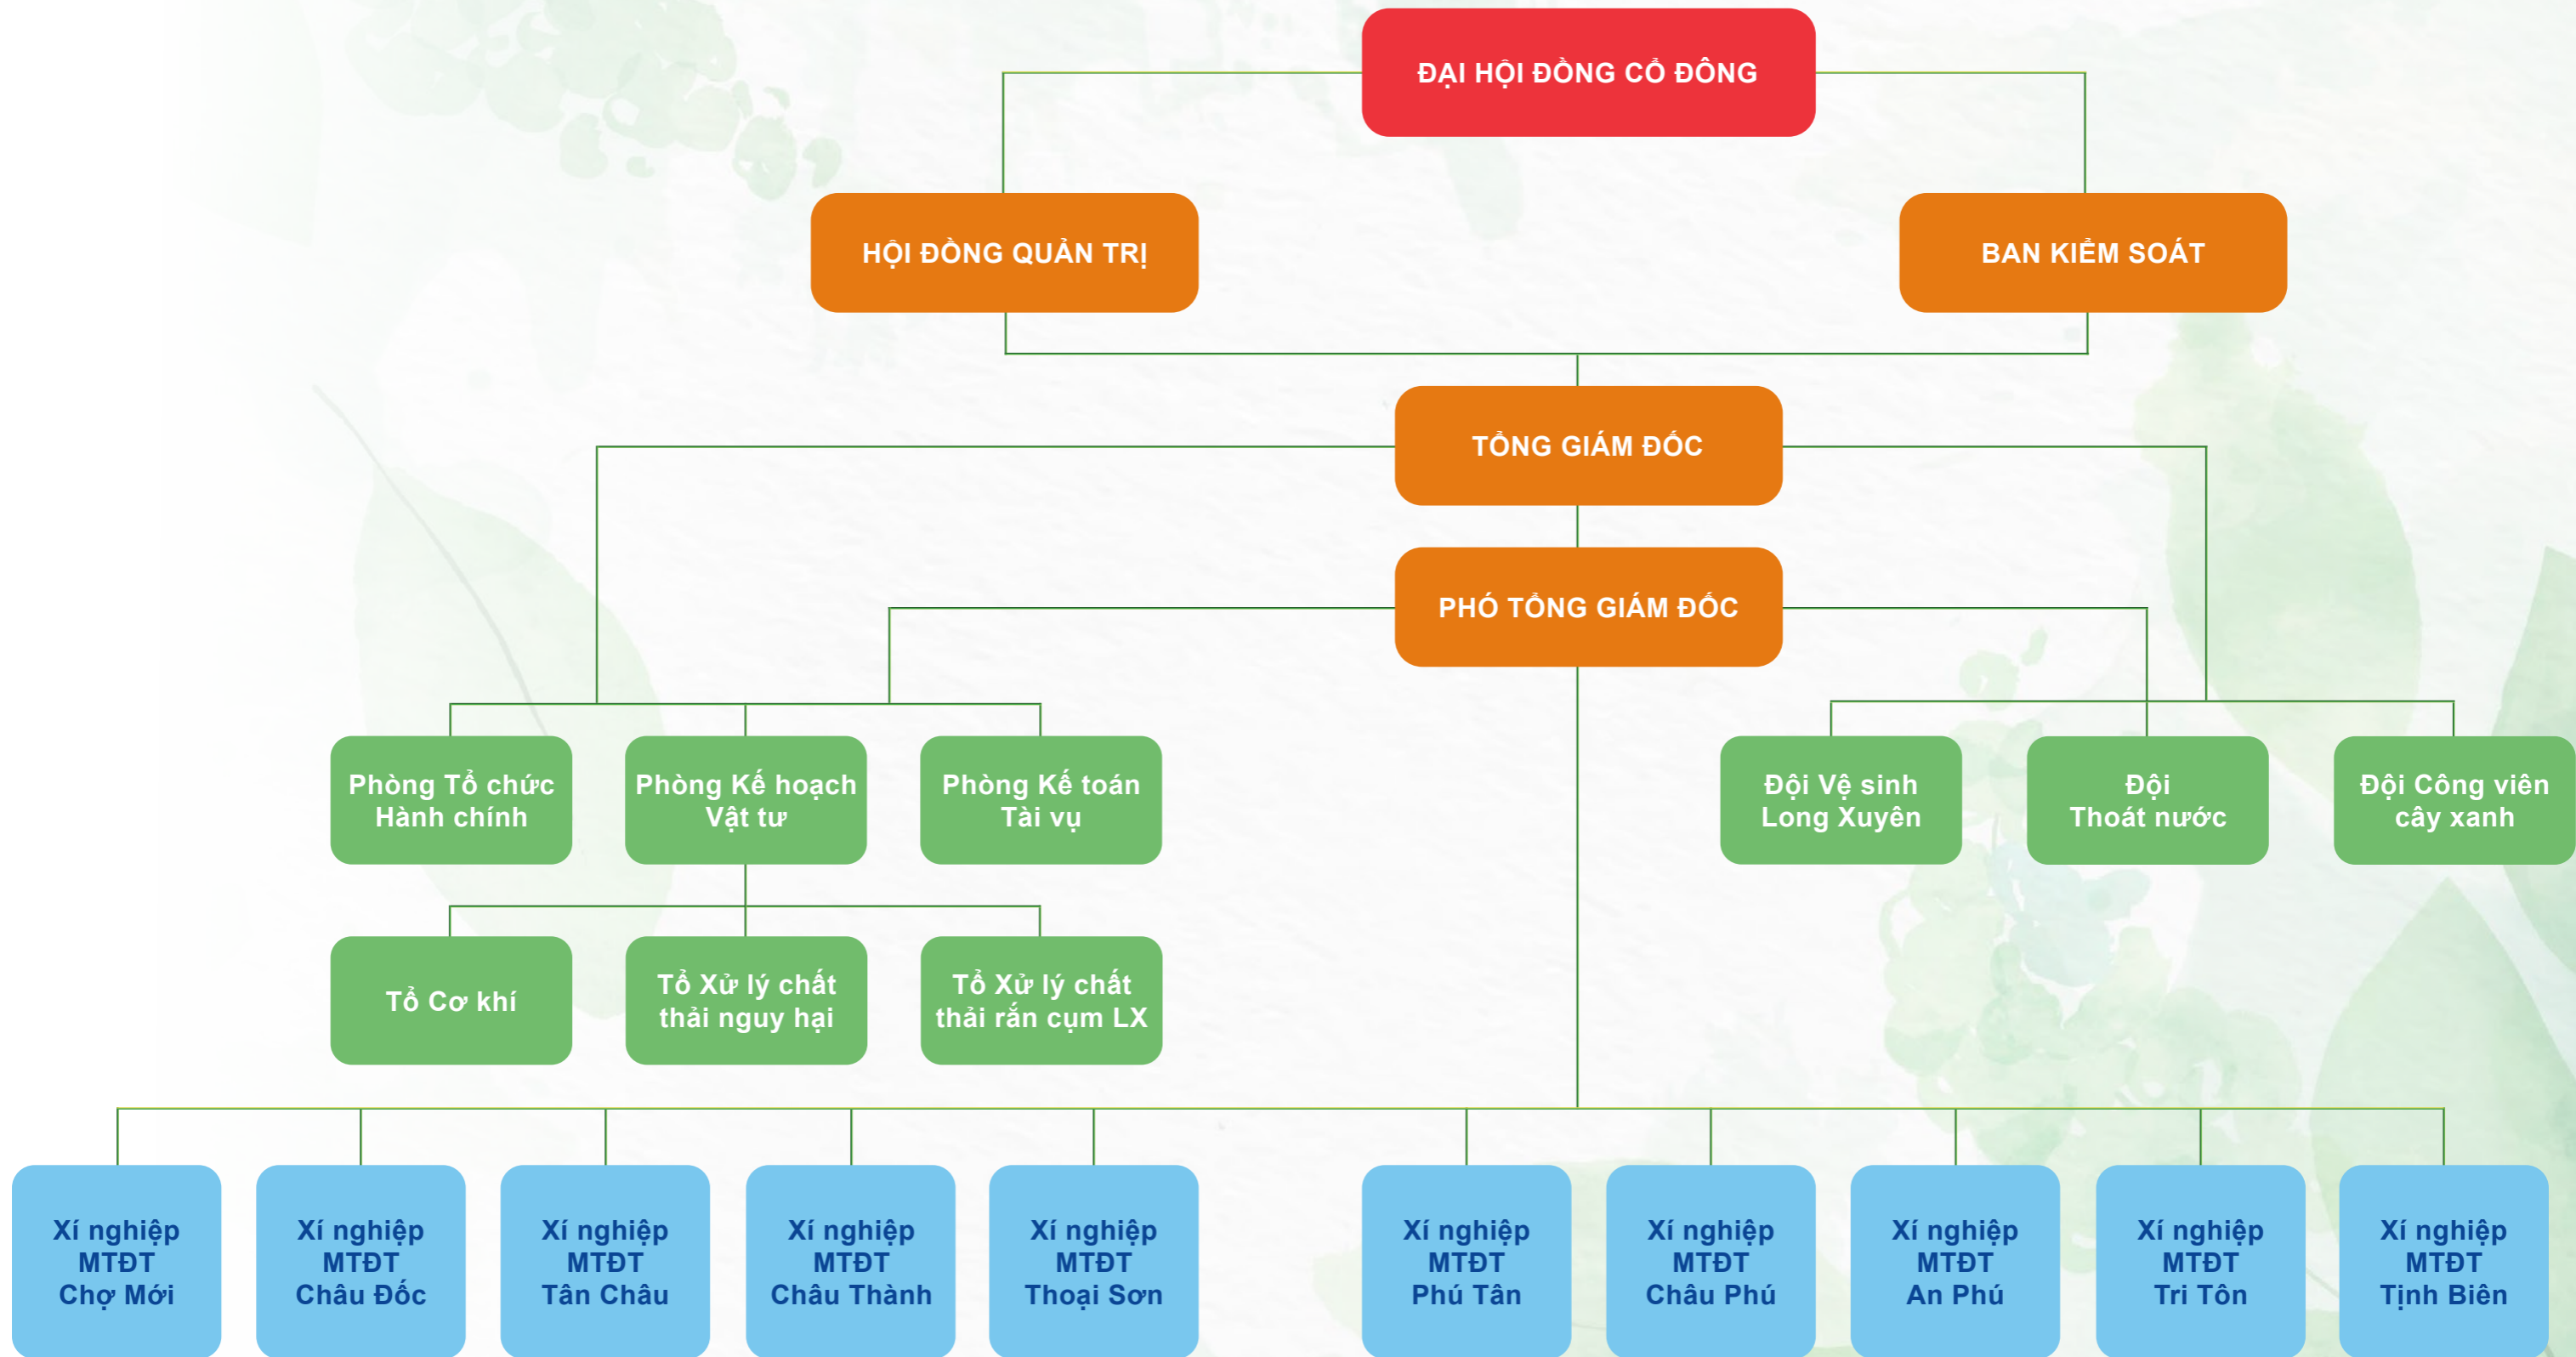 ĐẠI HỘI ĐỒNG CỔ ĐÔNG
HỘI ĐỒNG QUẢN TRỊ
BAN KIỂM SOÁT
TỔNG GIÁM ĐỐC
PHÓ TỔNG GIÁM ĐỐC
Phòng Tổ chức
Hành chính
Phòng Kế hoạch
Vật tư
Phòng Kế toán
Tài vụ
Đội Vệ sinh
Long Xuyên
Đội
Thoát nước
Đội Công viên
cây xanh
Tổ Cơ khí
Tổ Xử lý chất
thải nguy hại
Tổ Xử lý chất
thải rắn cụm LX
Xí nghiệp
MTĐT
Chợ Mới
Xí nghiệp
MTĐT
Châu Đốc
Xí nghiệp
MTĐT
Tân Châu
Xí nghiệp
MTĐT
Châu Thành
Xí nghiệp
MTĐT
Thoại Sơn
Xí nghiệp
MTĐT
Phú Tân
Xí nghiệp
MTĐT
Châu Phú
Xí nghiệp
MTĐT
An Phú
Xí nghiệp
MTĐT
Tri Tôn
Xí nghiệp
MTĐT
Tịnh Biên